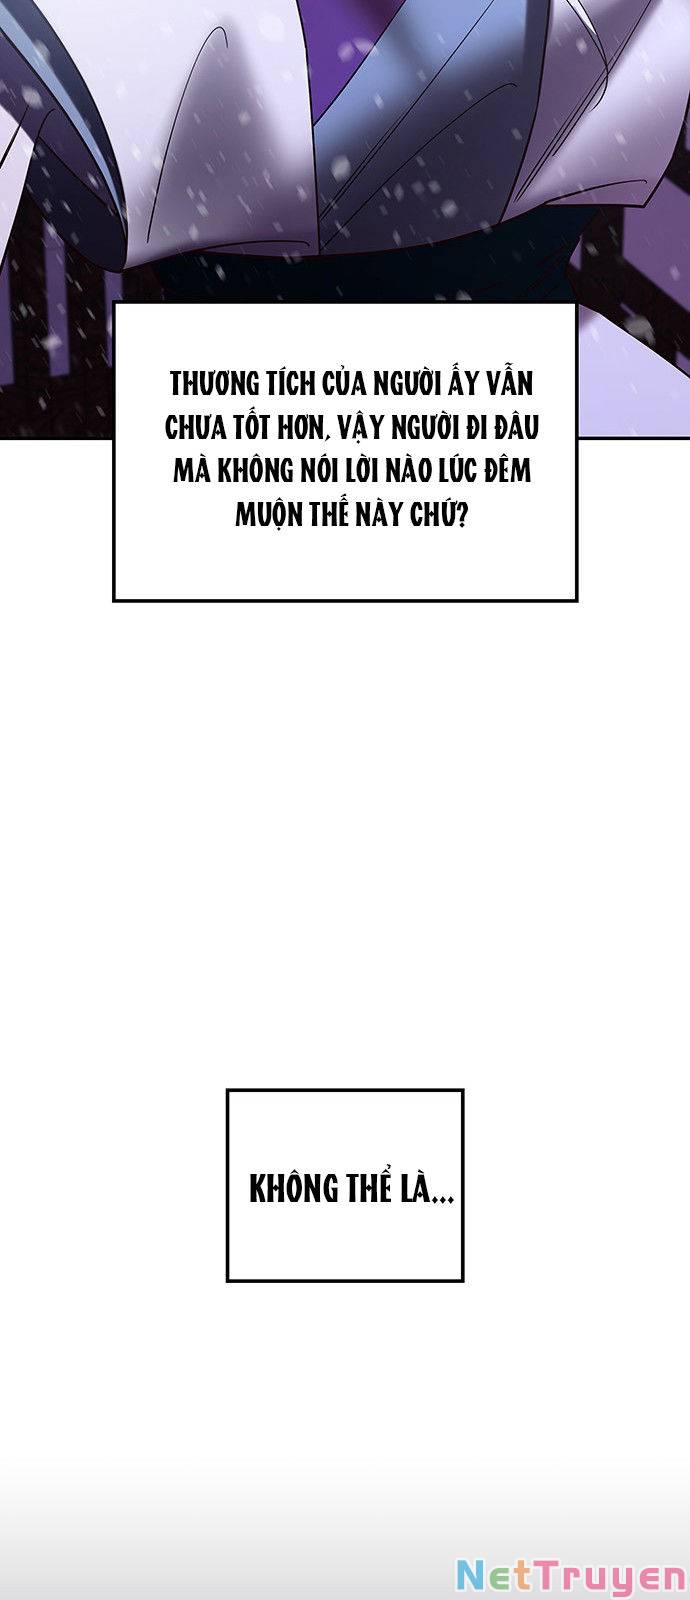 THƯƠNG TÍCH CỦA NGƯỜI ẤY VẪN
CHƯA TỐT HƠN, VẬY NGƯỜI ĐI ĐÂU
MÀ KHÔNG NÓI LỜI NÀO LÚC ĐÊM
MUỘN THẾ NÀY CHỨ?
KHÔNG THỂ LÀ...
NetTruyen